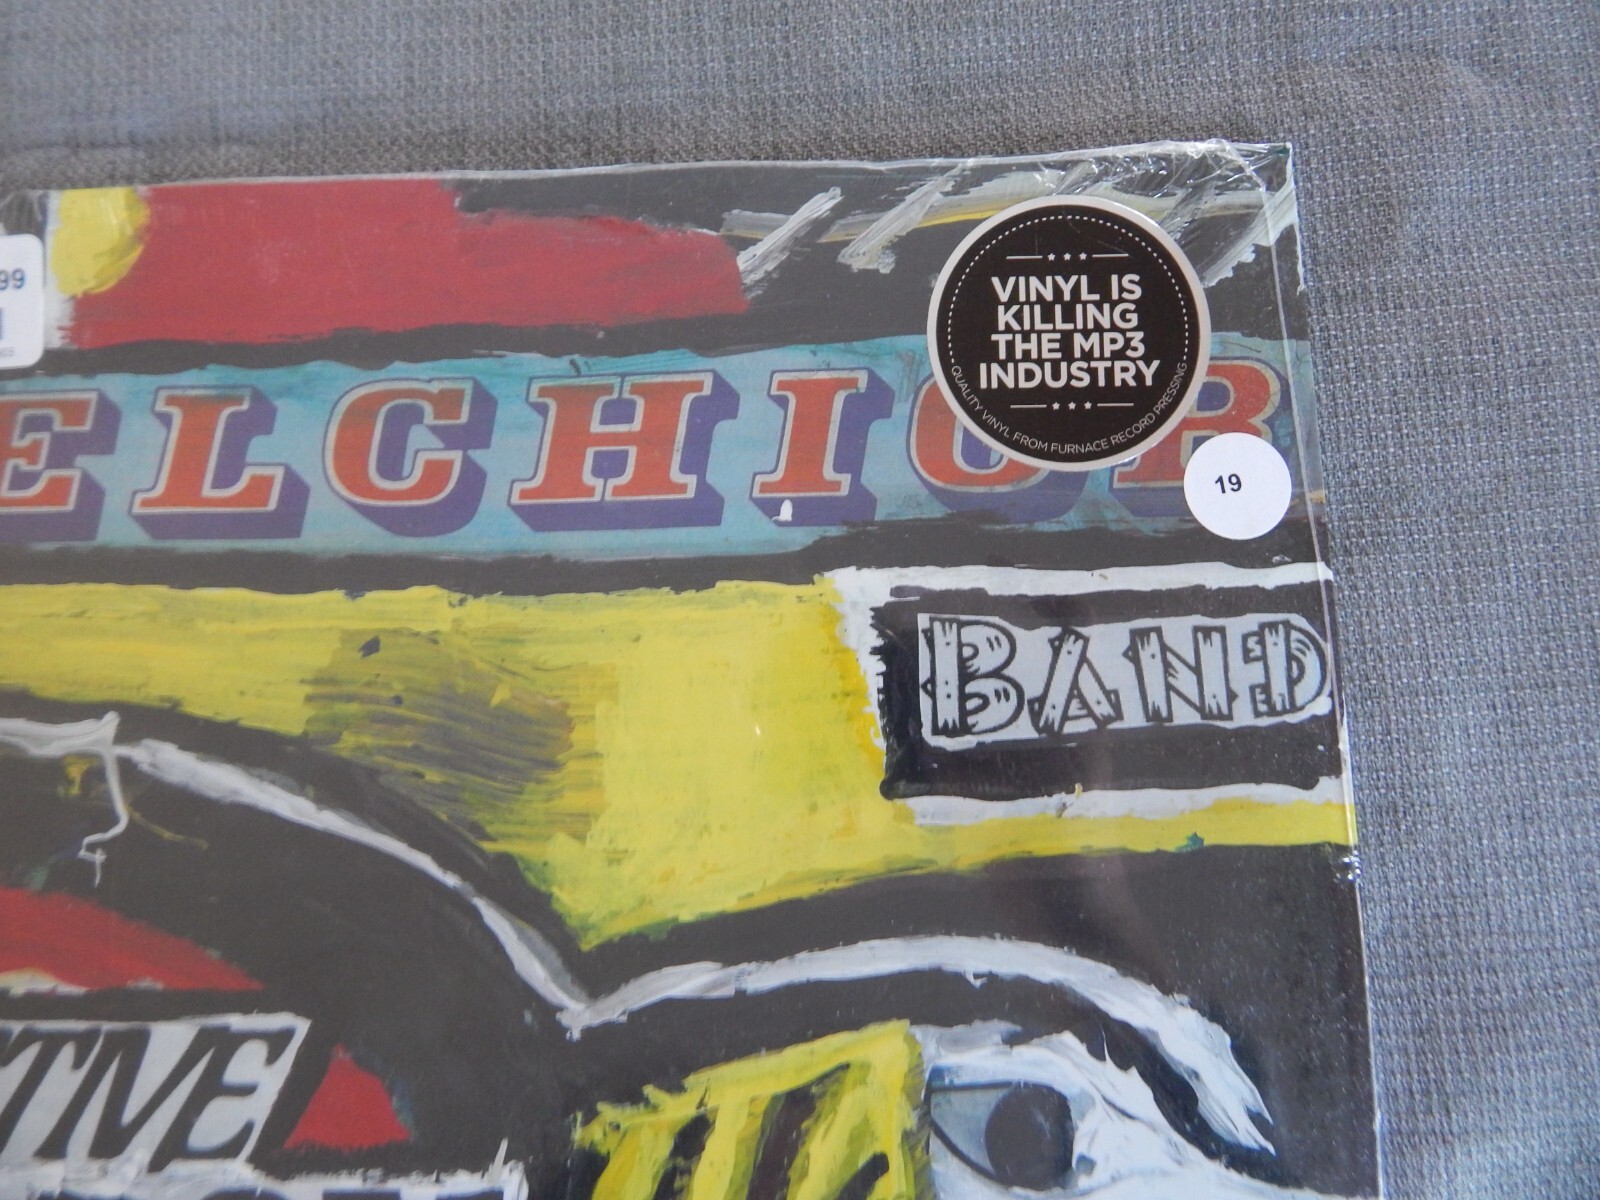 99
VINYL IS
KILLING
THE MP3
INDUSTRY
QUALITY VINYL FROM FURNACE RECORD PRESSING
ELCHIOR
19
BAND
TIVE